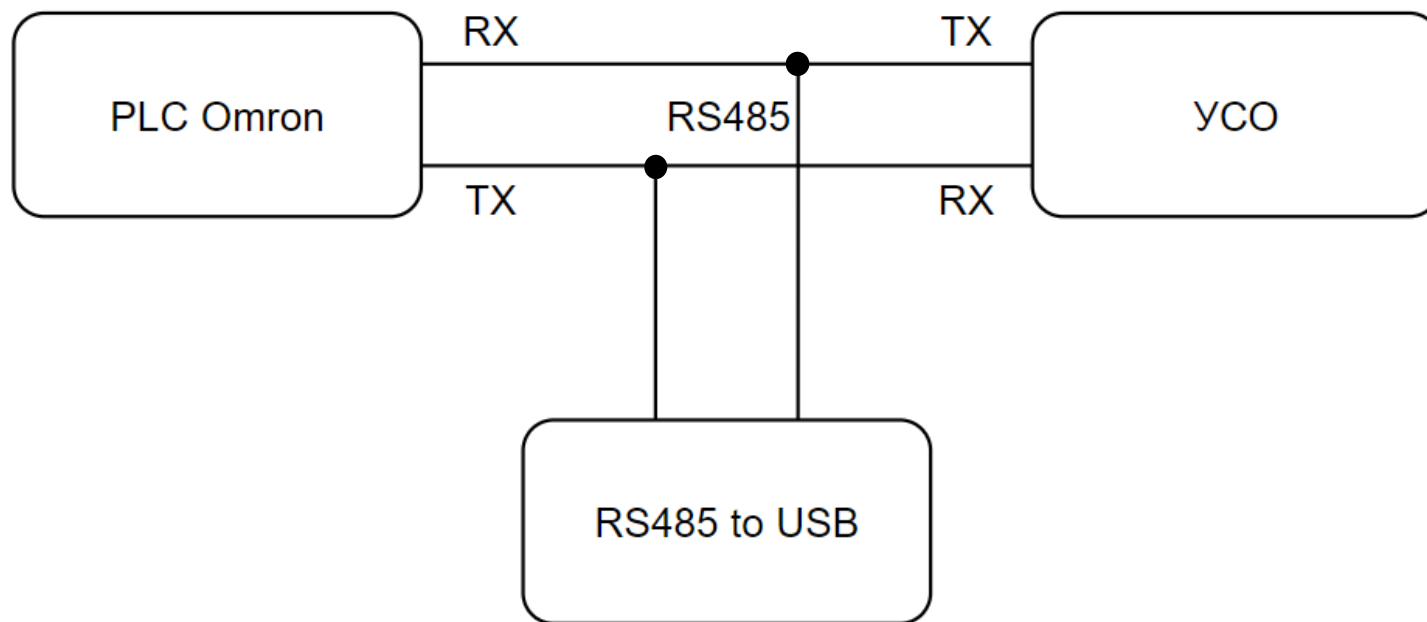 RX
TX
PLC Omron
RS485
УСО
TX
RX
RS485 to USB